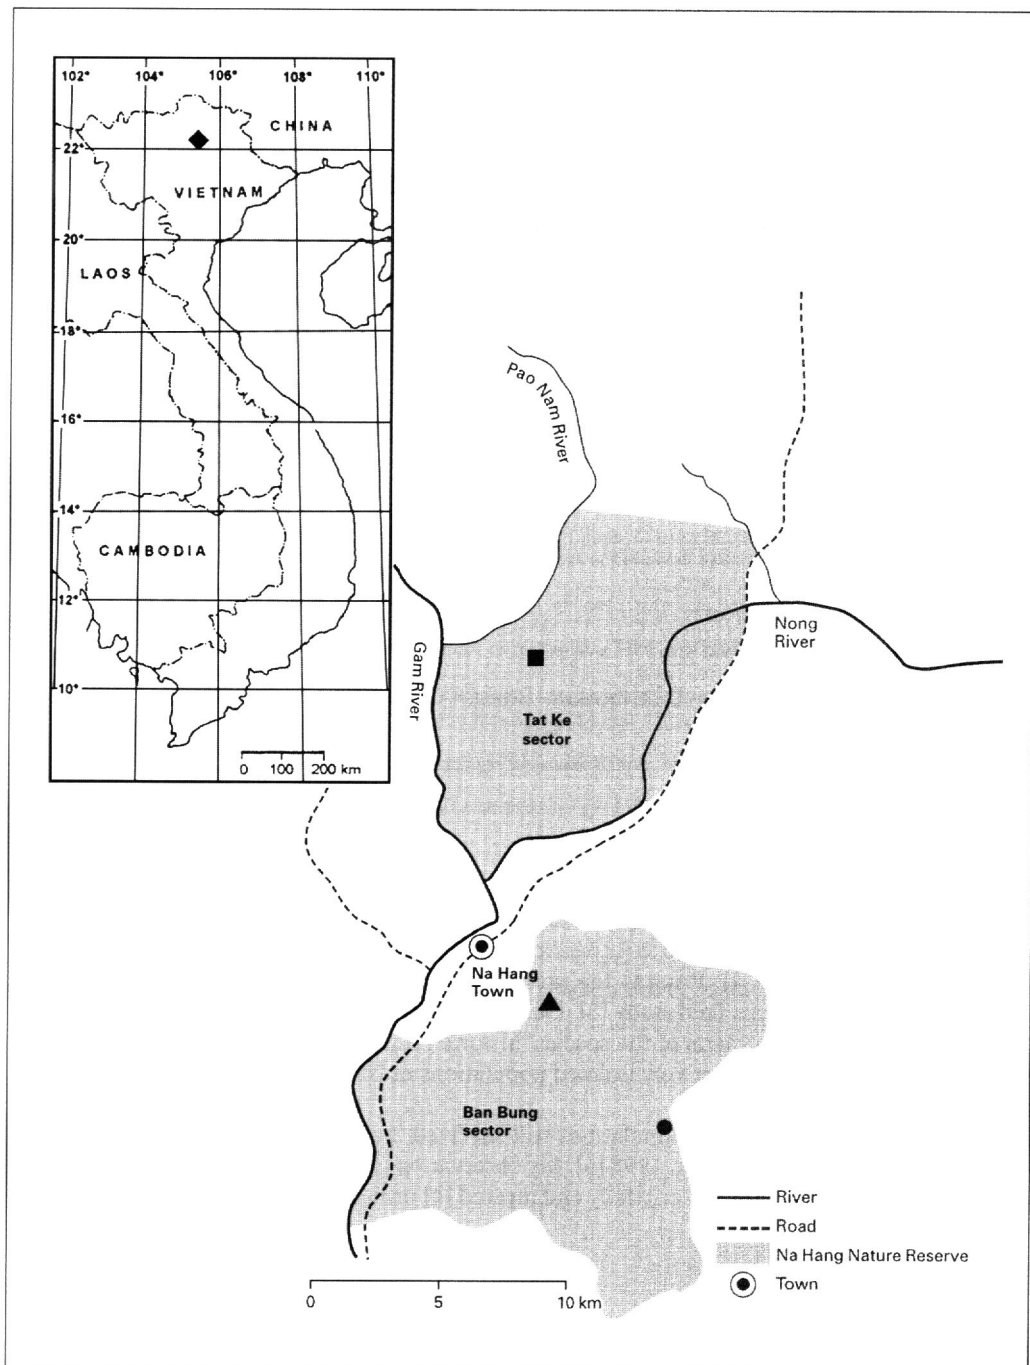 102°
104°
106°
108°
110°
CHINA
22°
VIETNAM
20°
LAOS
18°
16°
14°
CAMBODIA
12°
10°
0 100 200 km
Pao Nam River
Nong
River
Gam River
Tat Ke
sector
Na Hang
Town
Ban Bung
sector
River
Road
Na Hang Nature Reserve
Town
0 5 10 km